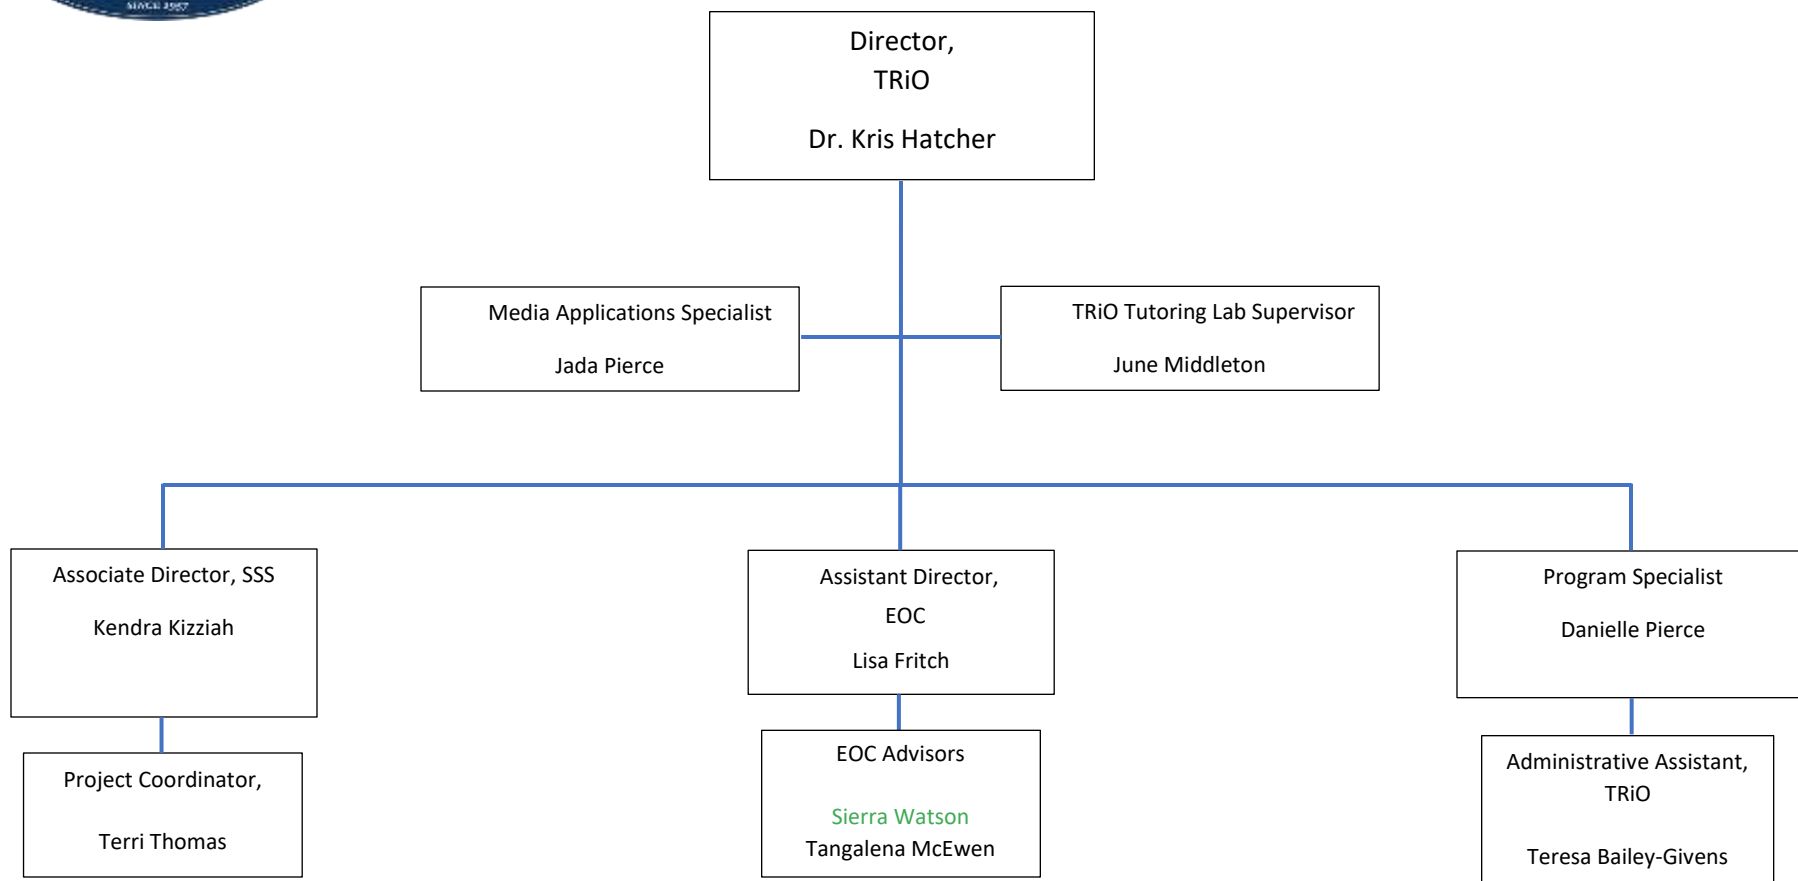 SINCE 1957
Director,
TRiO
Dr. Kris Hatcher
Media Applications Specialist
Jada Pierce
TRiO Tutoring Lab Supervisor
June Middleton
Associate Director, SSS
Kendra Kizziah
Assistant Director,
EOC
Lisa Fritch
Program Specialist
Danielle Pierce
Project Coordinator,
Terri Thomas
EOC Advisors
Sierra Watson
Tangalena McEwen
Administrative Assistant,
TRiO
Teresa Bailey-Givens